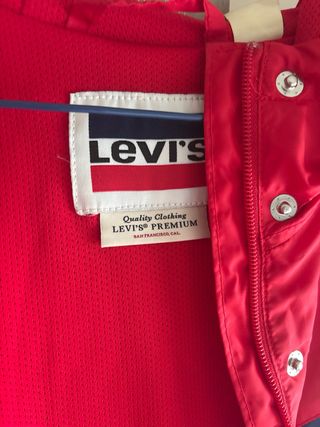 LEVI'S
Quality Clothing
LEVI'S® PREMIUM
SAN FRANCISCO, CAL.